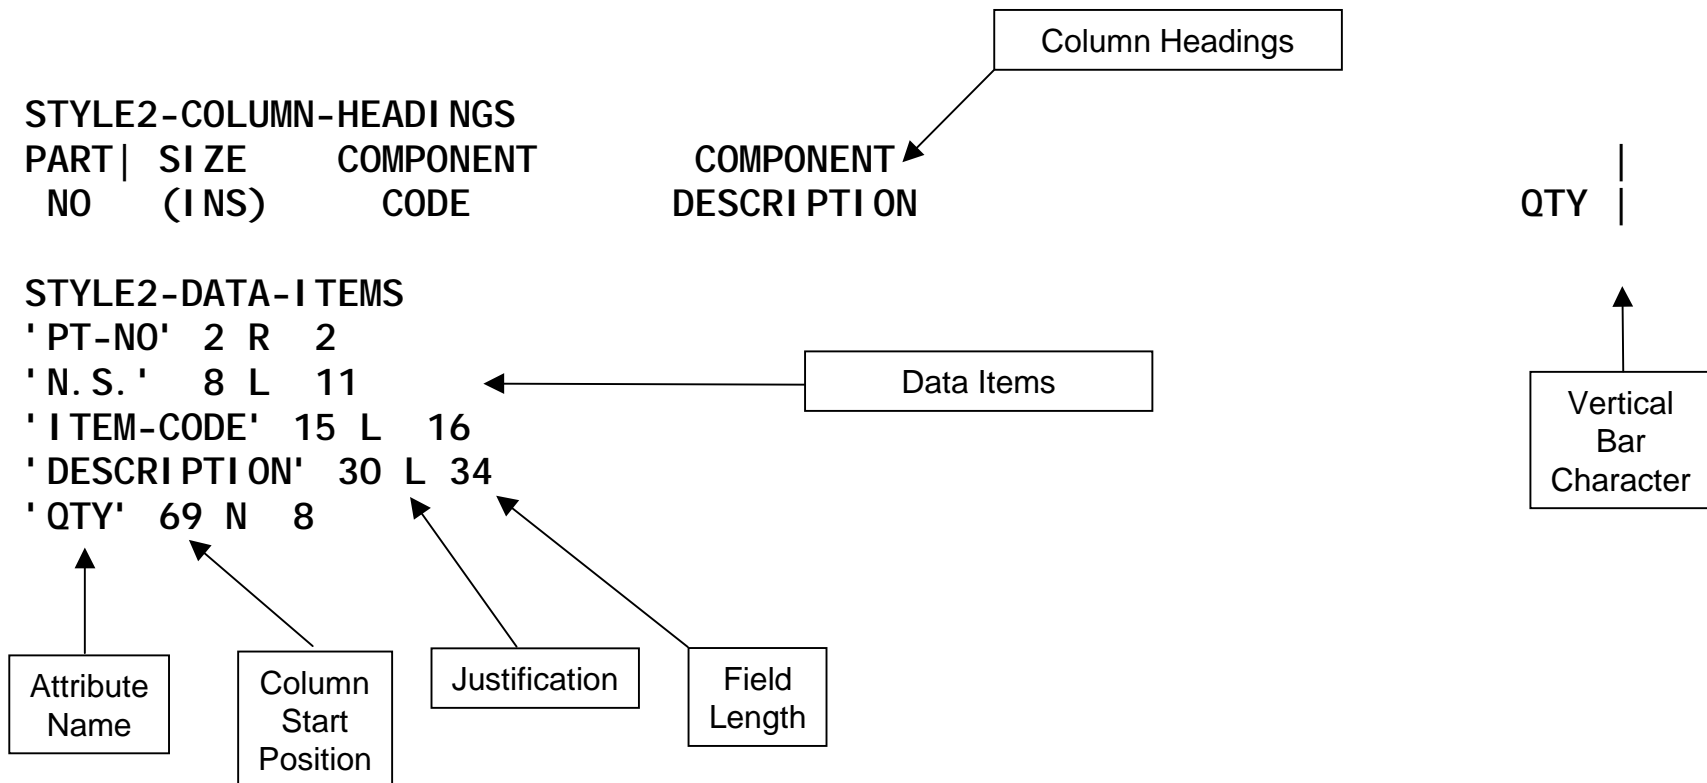 Column Headings
STYLE2-COLUMN-HEADINGS
PART| SIZE COMPONENT COMPONENT |
NO (INS) CODE DESCRIPTION QTY |
STYLE2-DATA-ITEMS
'PT-NO' 2 R 2
'N.S.' 8 L 11
'ITEM-CODE' 15 L 16
'DESCRIPTION' 30 L 34
'QTY' 69 N 8
Data Items
Vertical
Bar
Character
Attribute
Name
Column
Start
Position
Justification
Field
Length